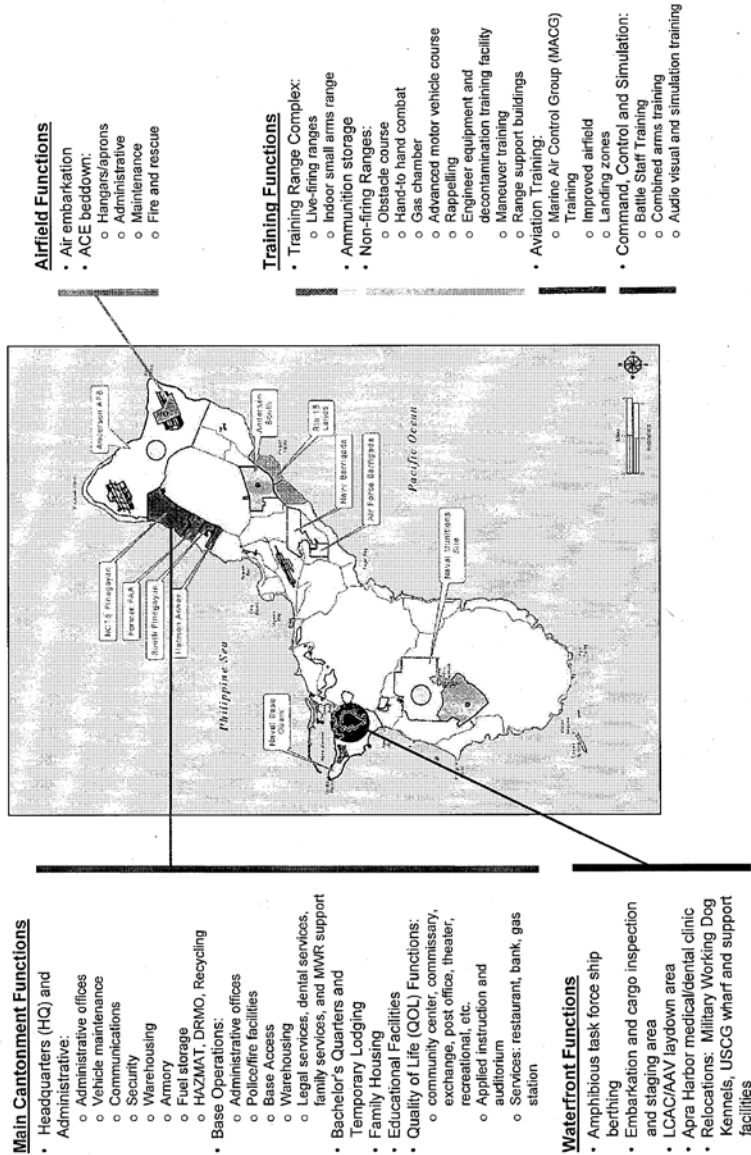 Main Cantonment Functions
• Headquarters (HQ) and
Administrative:
o Administrative offices
o Vehicle maintenance
o Communications
o Security
o Warehousing
o Armory
o Fuel storage
o HAZMAT, DRMO, Recycling
• Base Operations:
o Administrative offices
o Police/fire facilities
o Base Access
o Warehousing
o Legal services, dental services,
family services, and MWR support
• Bachelor's Quarters and
Temporary Lodging
• Family Housing
• Educational Facilities
• Quality of Life (QOL) Functions:
o community center, commissary,
exchange, post office, theater,
recreational, etc.
o Applied instruction and
auditorium
o Services: restaurant, bank, gas
station
Waterfront Functions
• Amphibious task force ship
berthing
• Embarkation and cargo inspection
and staging area
• LCAC/AAV laydown area
• Apra Harbor medical/dental clinic
• Relocations: Military Working Dog
Kennels, USCG wharf and support
facilities
Philippine Sea
Pacific Ocean
NCTS Finegayan
Former FAA
South Finegayan
Harmon Annex
Andersen AFB
Andersen
South
Rte 15
Lands
Navy Barrigada
Air Force Barrigada
Naval Base
Guam
Naval Munitions
Site
Airfield Functions
• Air embarkation
• ACE beddown:
o Hangars/aprons
o Administrative
o Maintenance
o Fire and rescue
Training Functions
• Training Range Complex:
o Live-firing ranges
o Indoor small arms range
• Ammunition storage
• Non-firing Ranges:
o Obstacle course
o Hand-to hand combat
o Gas chamber
o Advanced motor vehicle course
o Rappelling
o Engineer equipment and
decontamination training facility
o Maneuver training
o Range support buildings
• Aviation Training:
o Marine Air Control Group (MACG)
Training
o Improved airfield
o Landing zones
• Command, Control and Simulation:
o Battle Staff Training
o Combined arms training
o Audio visual and simulation training